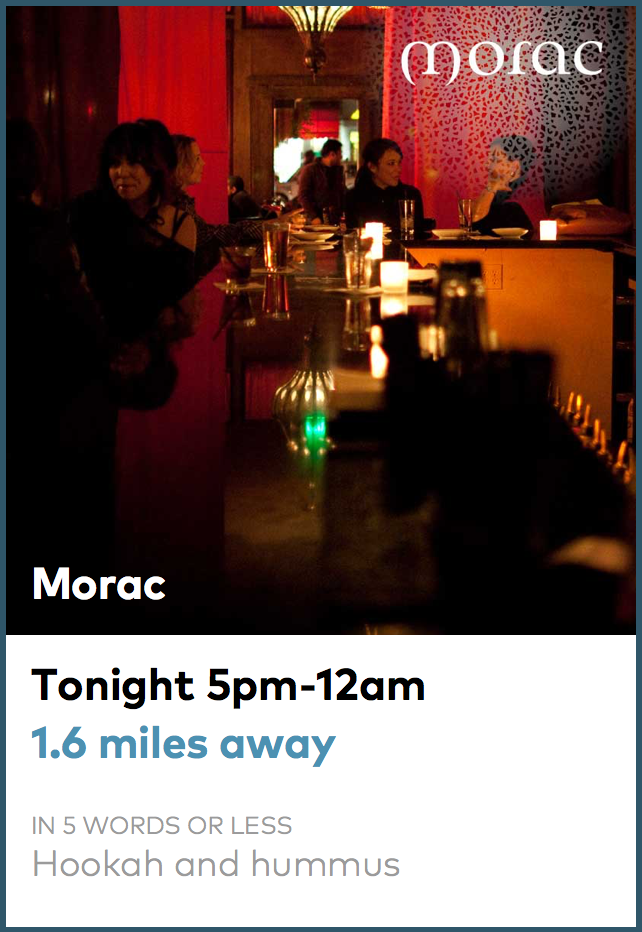 morac
Morac
Tonight 5pm-12am
1.6 miles away
IN 5 WORDS OR LESS
Hookah and hummus